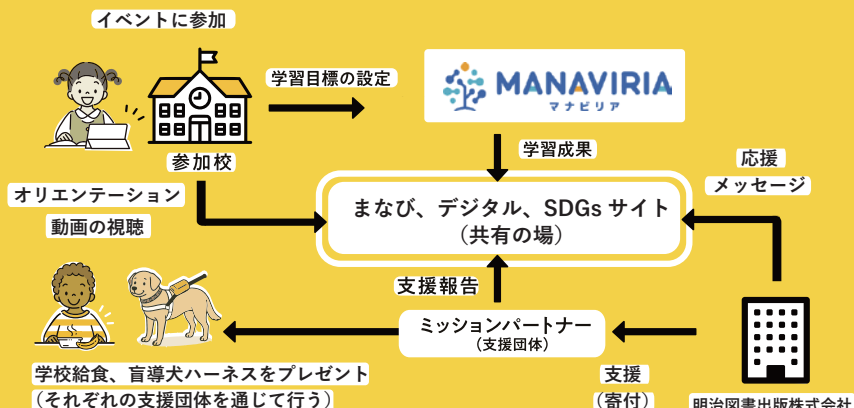 イベントに参加
学習目標の設定
MANAVIRIA
マナビリア
参加校
学習成果
応援
メッセージ
オリエンテーション
動画の視聴
まなび、デジタル、SDGs サイト
（共有の場）
支援報告
ミッションパートナー
（支援団体）
学校給食、盲導犬ハーネスをプレゼント
（それぞれの支援団体を通じて行う）
支援
（寄付）
明治図書出版株式会社